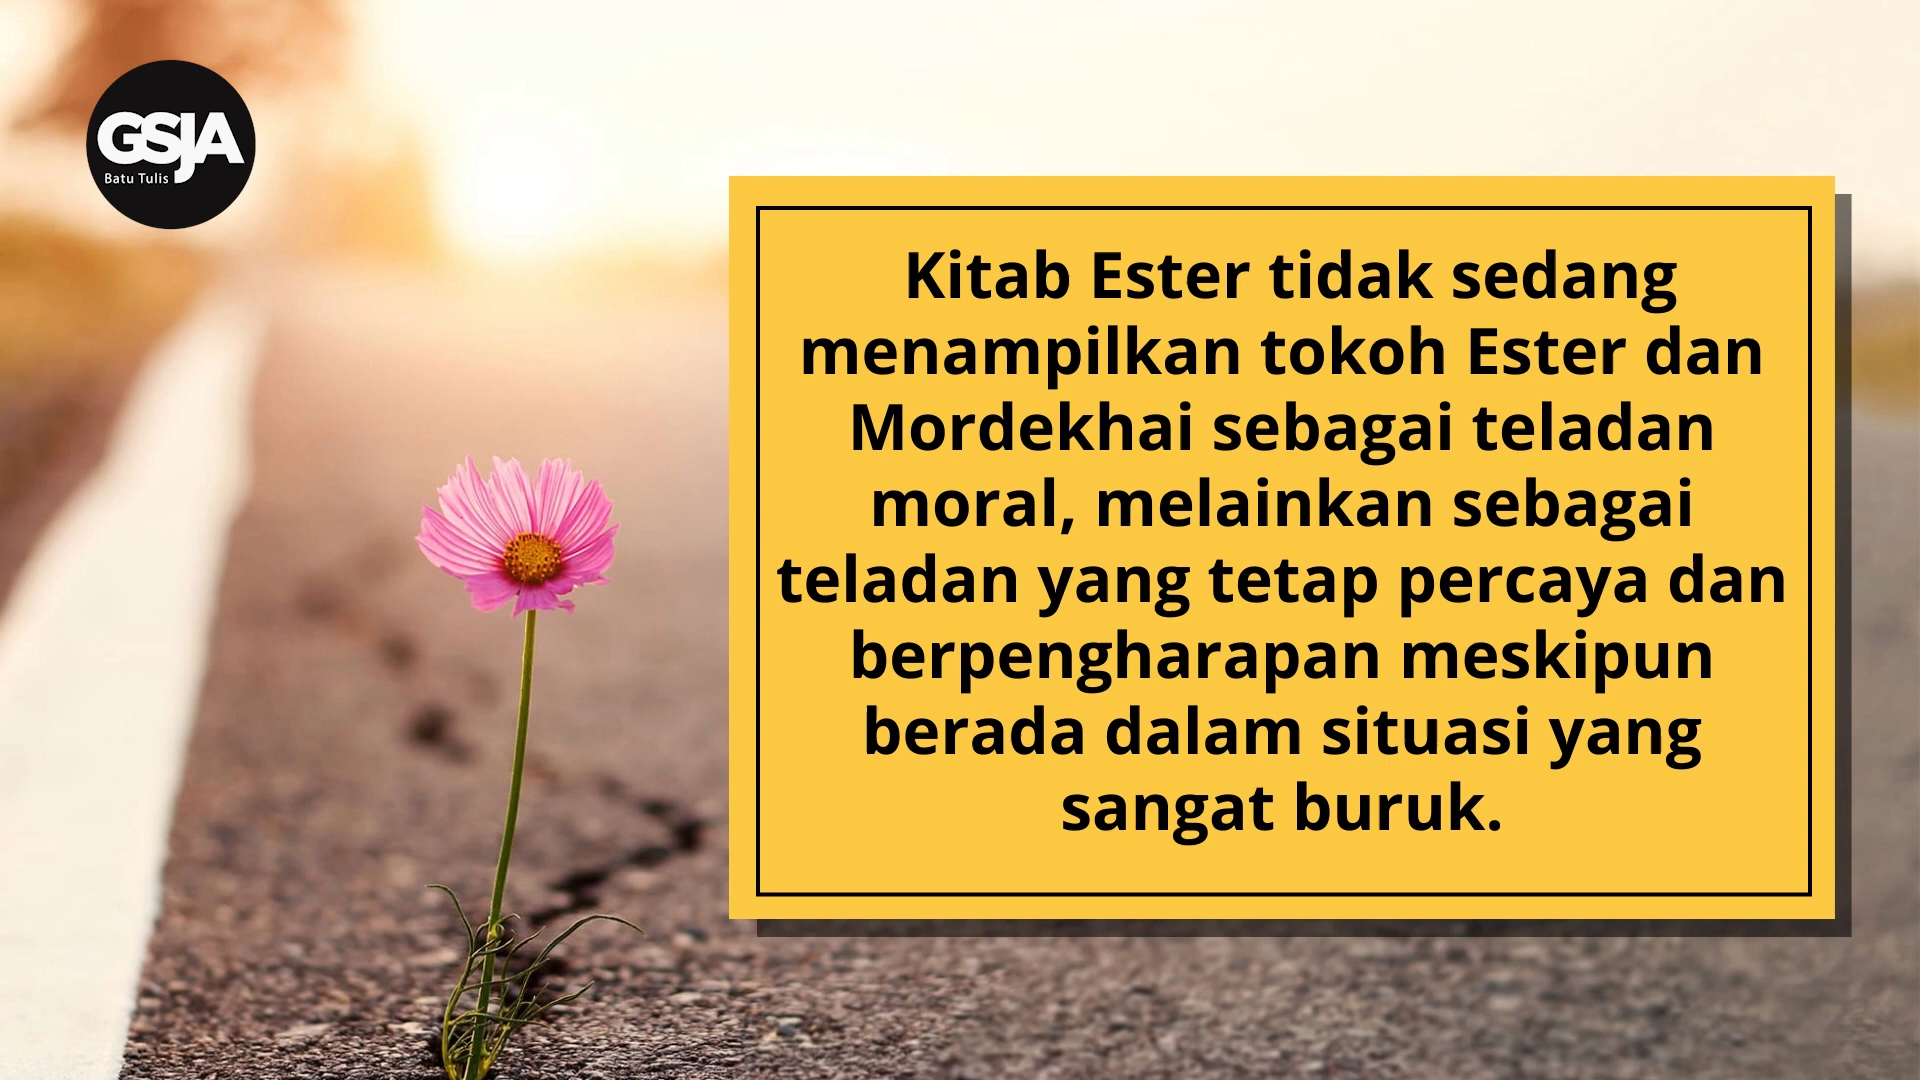 GSJA
Batu Tulis
Kitab Ester tidak sedang
menampilkan tokoh Ester dan
Mordekhai sebagai teladan
moral, melainkan sebagai
teladan yang tetap percaya dan
berpengharapan meskipun
berada dalam situasi yang
sangat buruk.